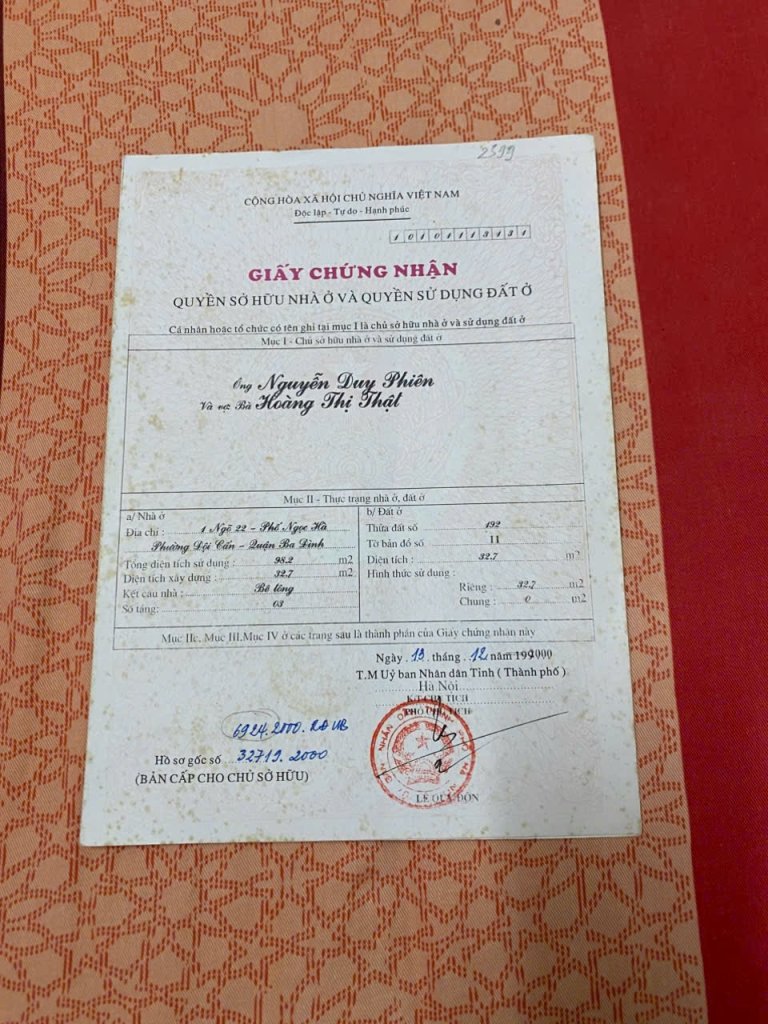 2399
CỘNG HÒA XÃ HỘI CHỦ NGHĨA VIỆT NAM
Độc lập - Tự do - Hạnh phúc
10101113131
GIẤY CHỨNG NHẬN
QUYỀN SỞ HỮU NHÀ Ở VÀ QUYỀN SỬ DỤNG ĐẤT Ở
Cá nhân hoặc tổ chức có tên ghi tại mục I là chủ sở hữu nhà ở và sử dụng đất ở
Mục I - Chủ sở hữu nhà ở và sử dụng đất ở
Ông Nguyễn Duy Phiên
Và vợ: Bà Hoàng Thị Thật
Mục II - Thực trạng nhà ở, đất ở
a/ Nhà ở
Địa chỉ : 1 Ngõ 22 - Phố Ngọc Hà
Phường Đội Cấn - Quận Ba Đình
Tổng diện tích sử dụng : 98.2 m2
Diện tích xây dựng : 32.7 m2
Kết cấu nhà : Bê tông
Số tầng: 03
b/ Đất ở
Thửa đất số 192
Tờ bản đồ số 11
Diện tích : 32.7 m2
Hình thức sử dụng :
Riêng : 32.7 m2
Chung : 0 m2
Mục IIc, Mục III, Mục IV ở các trang sau là thành phần của Giấy chứng nhận này
Ngày 13 tháng 12 năm 2000
T.M Uỷ ban Nhân dân Tỉnh ( Thành phố )
Hà Nội
K/T CHỦ TỊCH
PHÓ CHỦ TỊCH
6924.2000.QĐUB
Hồ sơ gốc số 32719.2000
(BẢN CẤP CHO CHỦ SỞ HỮU)
LÊ QUÝ ĐÔN